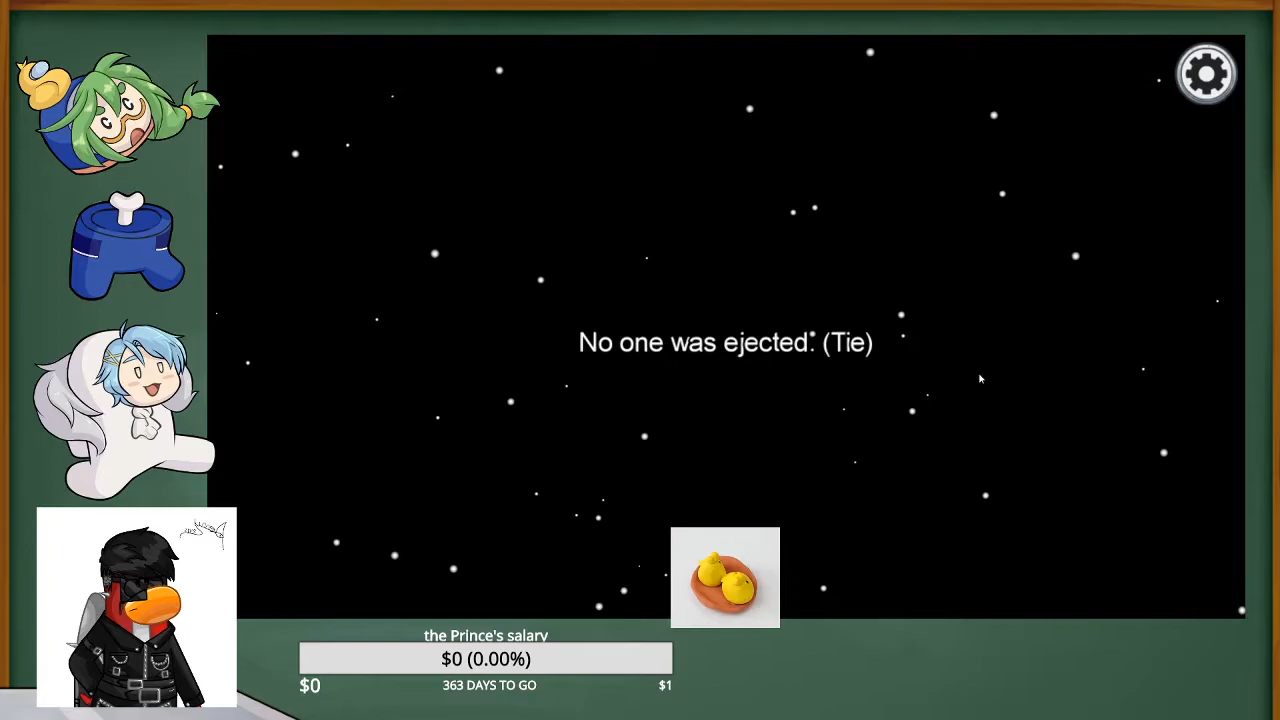 No one was ejected. (Tie)
the Prince's salary
$0 (0.00%)
$0
363 DAYS TO GO
$1